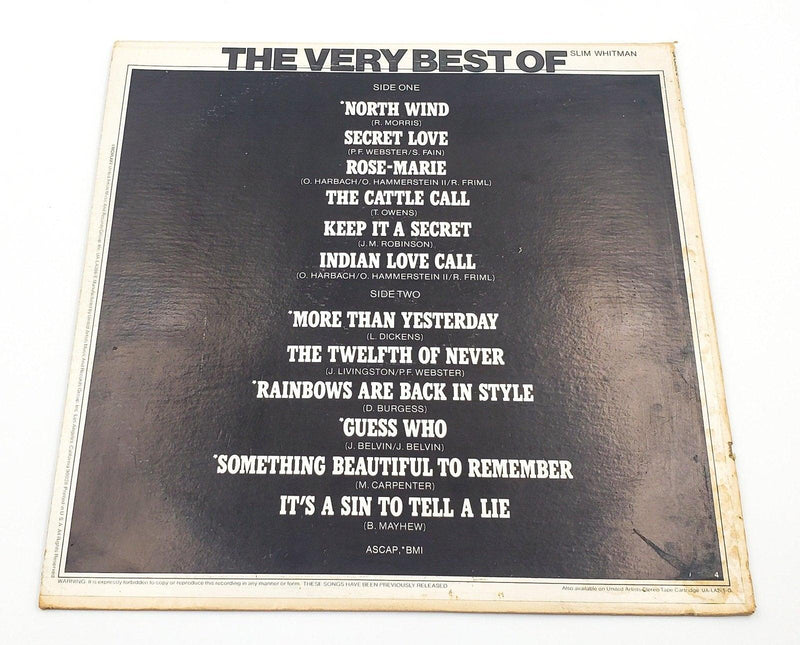 THE VERY BEST OF SLIM WHITMAN
SIDE ONE
*NORTH WIND
(R. MORRIS)
SECRET LOVE
(P.F. WEBSTER/S. FAIN)
ROSE-MARIE
(O. HARBACH/O. HAMMERSTEIN II/R. FRIML)
THE CATTLE CALL
(T. OWENS)
KEEP IT A SECRET
(J.M. ROBINSON)
INDIAN LOVE CALL
(O. HARBACH/O. HAMMERSTEIN II/R. FRIML)
SIDE TWO
*MORE THAN YESTERDAY
(L. DICKENS)
THE TWELFTH OF NEVER
(J. LIVINGSTON/P.F. WEBSTER)
*RAINBOWS ARE BACK IN STYLE
(D. BURGESS)
*GUESS WHO
(J. BELVIN/J. BELVIN)
*SOMETHING BEAUTIFUL TO REMEMBER
(M. CARPENTER)
IT'S A SIN TO TELL A LIE
(B. MAYHEW)
ASCAP,*BMI
4
WARNING: It is expressly forbidden to copy or reproduce this recording in any manner or form. THESE SONGS HAVE BEEN PREVIOUSLY RELEASED
Also available on United Artists Stereo Tape Cartridge